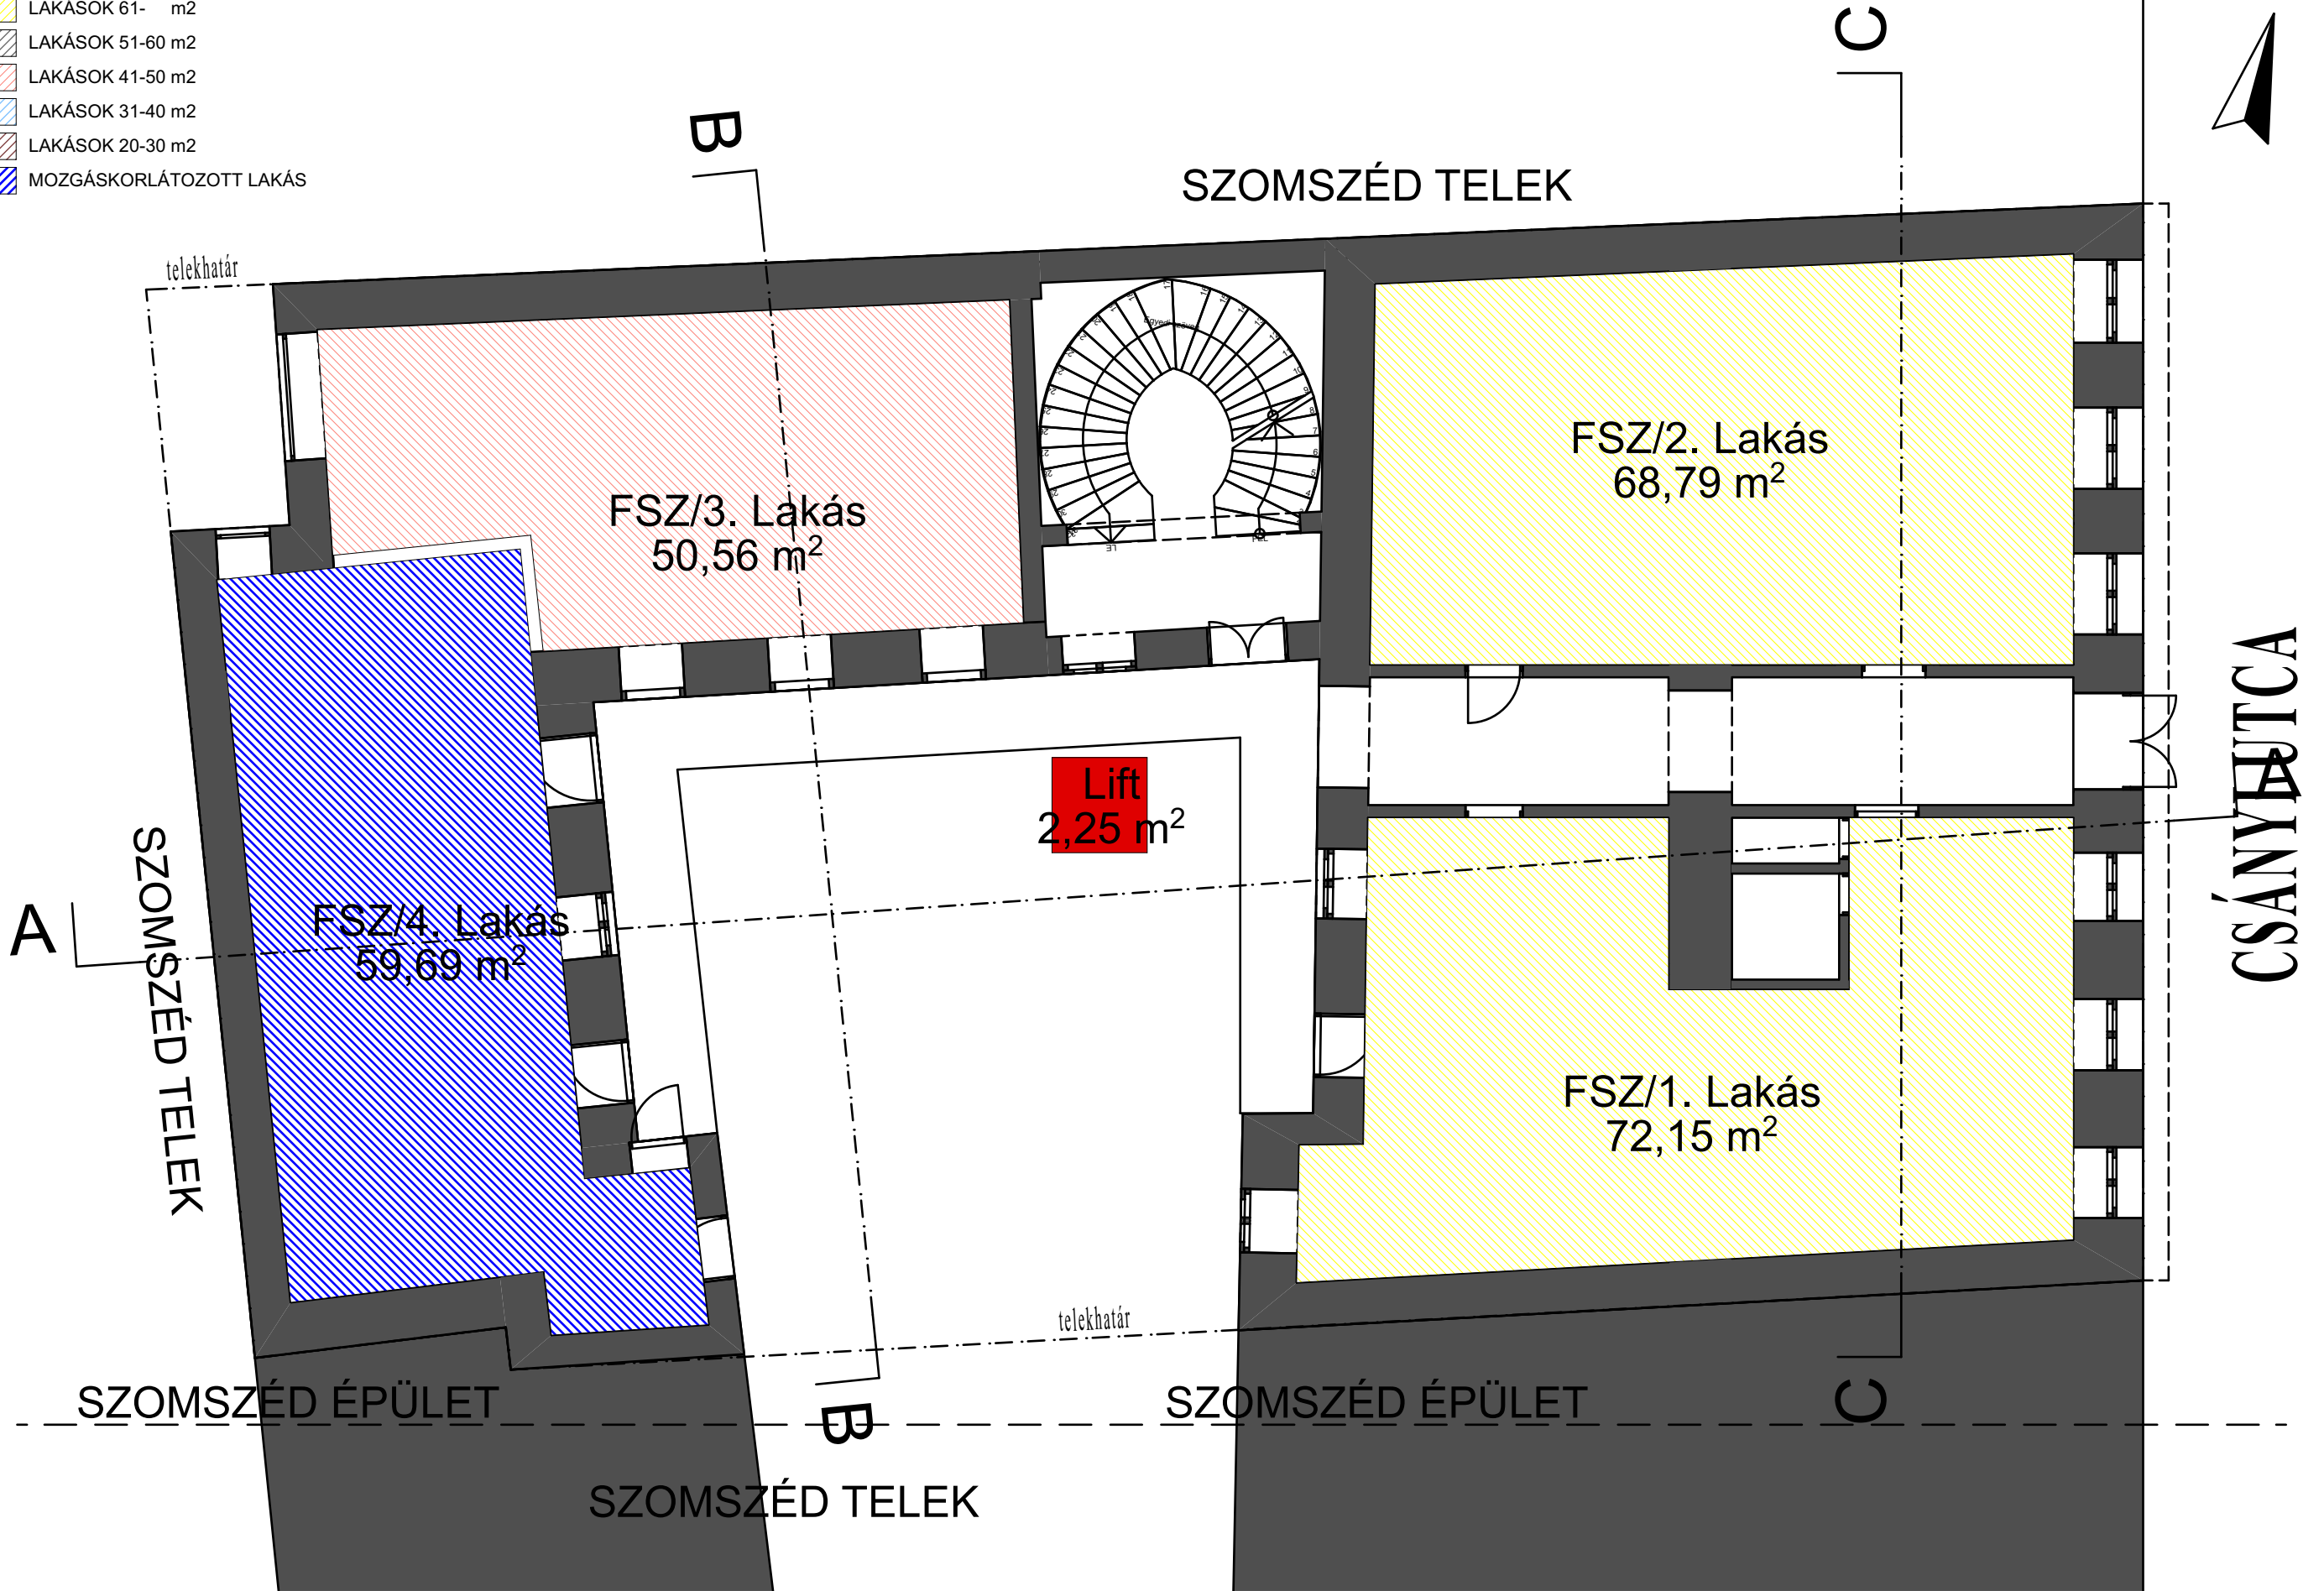 LAKÁSOK 61- m2
LAKÁSOK 51-60 m2
LAKÁSOK 41-50 m2
LAKÁSOK 31-40 m2
LAKÁSOK 20-30 m2
MOZGÁSKORLÁTOZOTT LAKÁS
C
B
SZOMSZÉD TELEK
telekhatár
FSZ/2. Lakás
68,79 m²
FSZ/3. Lakás
50,56 m²
LE
Lift
2,25 m²
CSÁNYI UTCA
A
A
SZOMSZÉD TELEK
FSZ/4. Lakás
59,69 m²
FSZ/1. Lakás
72,15 m²
telekhatár
SZOMSZÉD ÉPÜLET
SZOMSZÉD ÉPÜLET
B
C
SZOMSZÉD TELEK